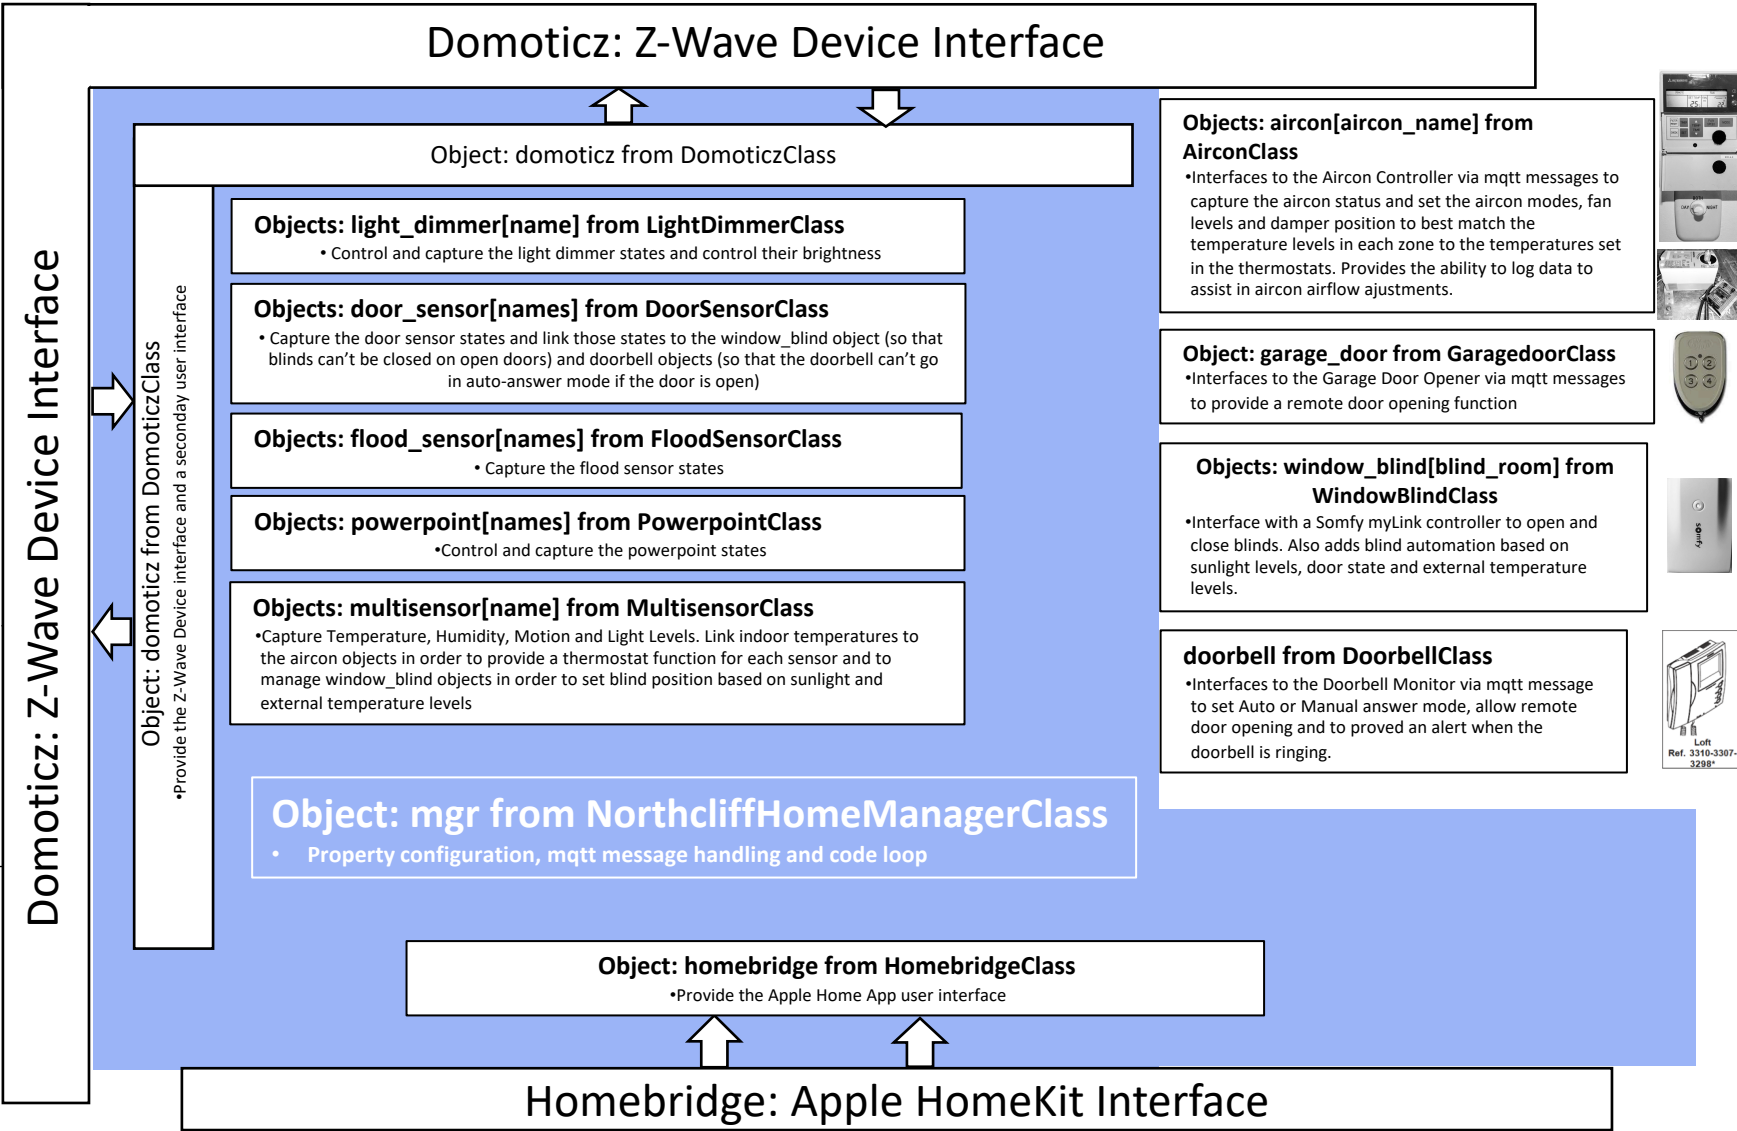 Domoticz: Z-Wave Device Interface
Domoticz: Z-Wave Device Interface
Object: domoticz from DomoticzClass
Object: domoticz from DomoticzClass
•Provide the Z-Wave Device interface and a seconday user interface
Objects: light_dimmer[name] from LightDimmerClass
• Control and capture the light dimmer states and control their brightness
Objects: door_sensor[names] from DoorSensorClass
• Capture the door sensor states and link those states to the window_blind object (so that
blinds can’t be closed on open doors) and doorbell objects (so that the doorbell can’t go
in auto-answer mode if the door is open)
Objects: flood_sensor[names] from FloodSensorClass
• Capture the flood sensor states
Objects: powerpoint[names] from PowerpointClass
•Control and capture the powerpoint states
Objects: multisensor[name] from MultisensorClass
•Capture Temperature, Humidity, Motion and Light Levels. Link indoor temperatures to
the aircon objects in order to provide a thermostat function for each sensor and to
manage window_blind objects in order to set blind position based on sunlight and
external temperature levels
Object: mgr from NorthcliffHomeManagerClass
• Property configuration, mqtt message handling and code loop
Objects: aircon[aircon_name] from
AirconClass
•Interfaces to the Aircon Controller via mqtt messages to
capture the aircon status and set the aircon modes, fan
levels and damper position to best match the
temperature levels in each zone to the temperatures set
in the thermostats. Provides the ability to log data to
assist in aircon airflow ajustments.
DAY
NIGHT
Object: garage_door from GaragedoorClass
•Interfaces to the Garage Door Opener via mqtt messages
to provide a remote door opening function
1 2
3 4
Objects: window_blind[blind_room] from
WindowBlindClass
•Interface with a Somfy myLink controller to open and
close blinds. Also adds blind automation based on
sunlight levels, door state and external temperature
levels.
somfy
doorbell from DoorbellClass
•Interfaces to the Doorbell Monitor via mqtt message
to set Auto or Manual answer mode, allow remote
door opening and to proved an alert when the
doorbell is ringing.
Loft
Ref. 3310-3307-
3298*
Object: homebridge from HomebridgeClass
•Provide the Apple Home App user interface
Homebridge: Apple HomeKit Interface